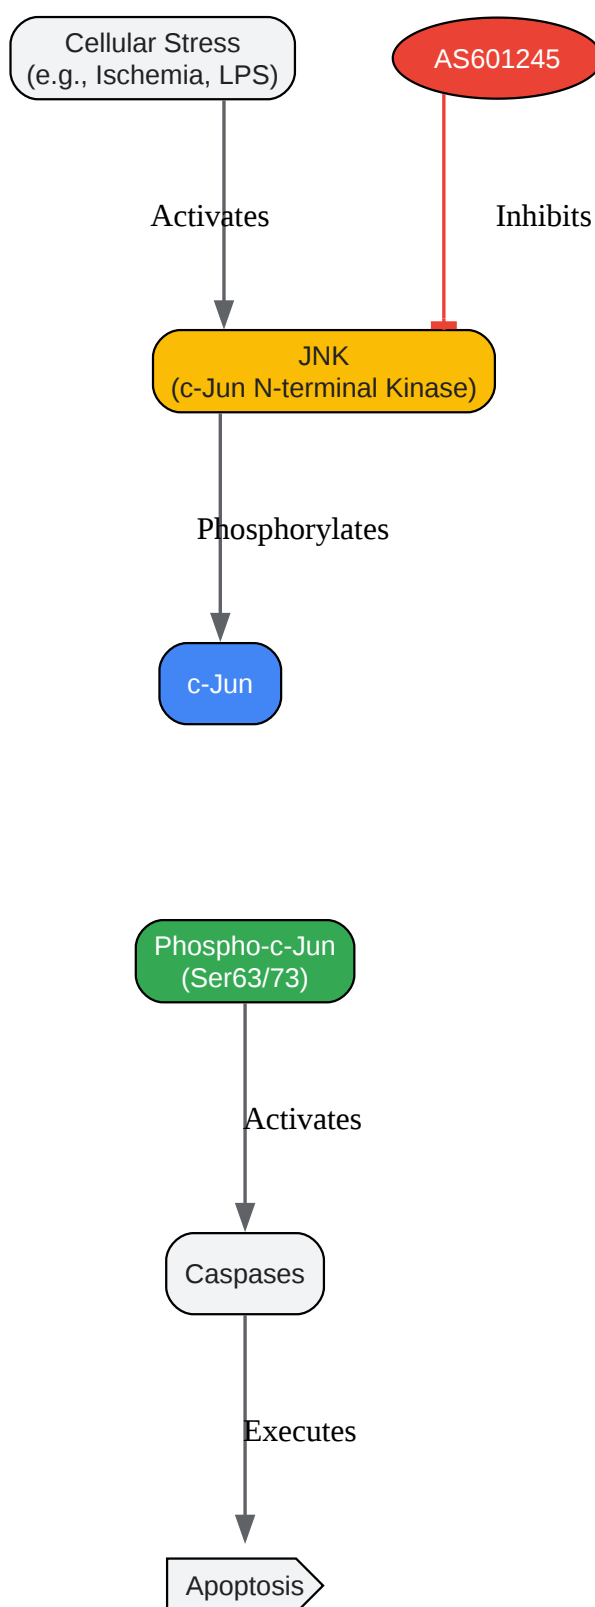 Cellular Stress
(e.g., Ischemia, LPS)
AS601245
Activates
Inhibits
JNK
(c-Jun N-terminal Kinase)
Phosphorylates
c-Jun
Phospho-c-Jun
(Ser63/73)
Activates
Caspases
Executes
Apoptosis